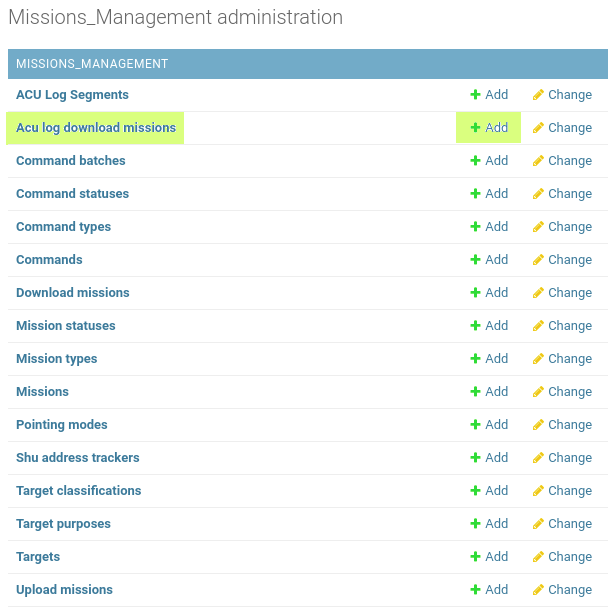 Missions_Management administration
MISSIONS_MANAGEMENT
ACU Log Segments Add Change
Acu log download missions Add Change
Command batches Add Change
Command statuses Add Change
Command types Add Change
Commands Add Change
Download missions Add Change
Mission statuses Add Change
Mission types Add Change
Missions Add Change
Pointing modes Add Change
Shu address trackers Add Change
Target classifications Add Change
Target purposes Add Change
Targets Add Change
Upload missions Add Change